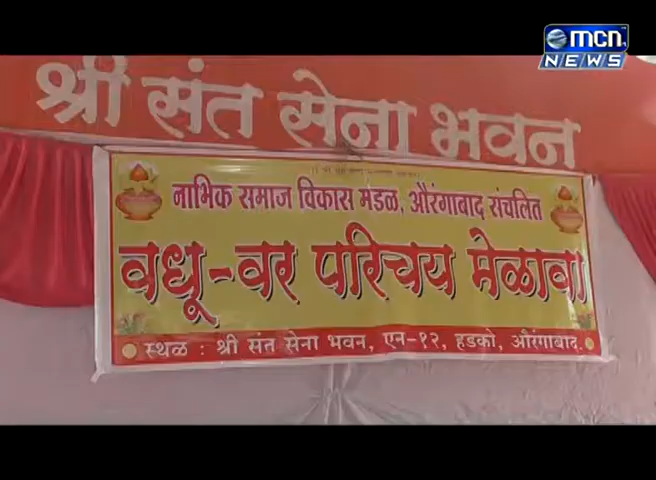 mcn
NEWS
श्री संत सेना भवन
नाभिक समाज विकास मंडळ, औरंगाबाद संचलित
वधू-वर परिचय मेळावा
स्थळ : श्री संत सेना भवन, एन-१२, हडको, औरंगाबाद.